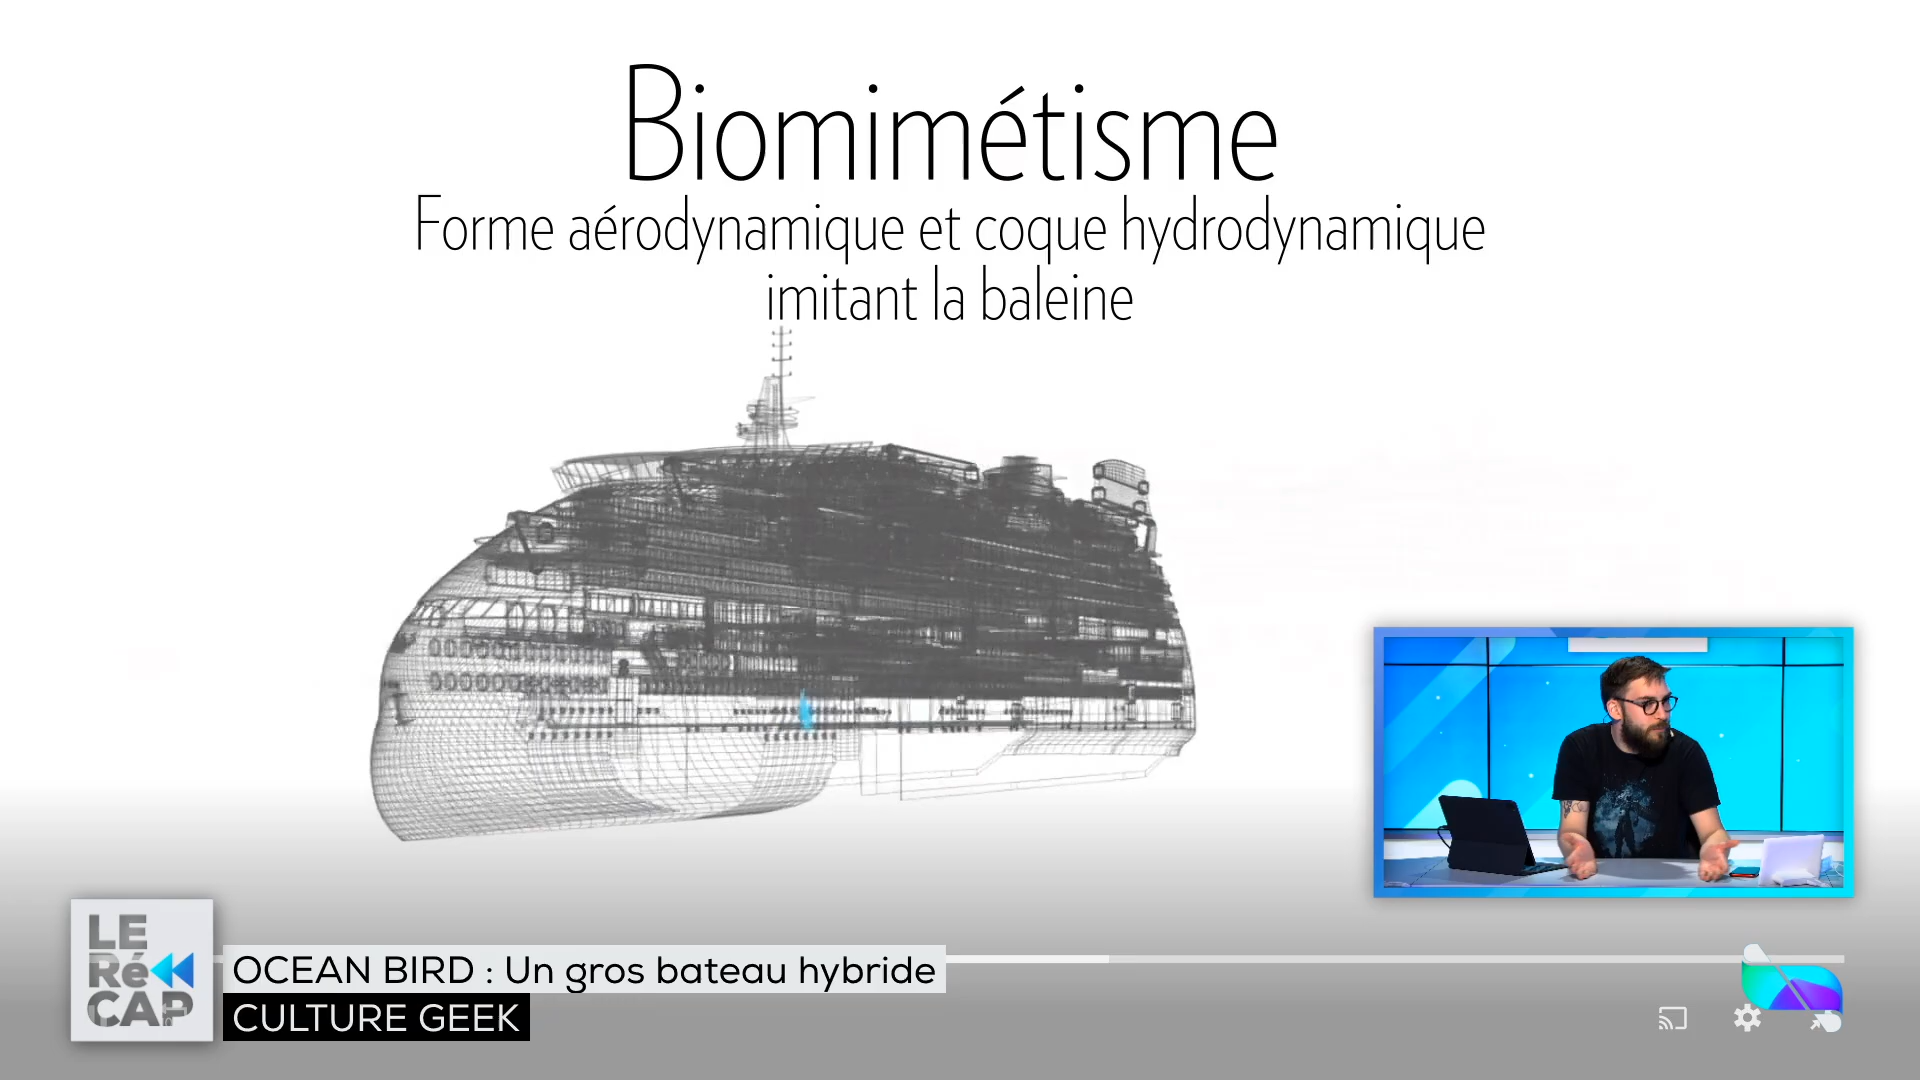 Biomimétisme
Forme aérodynamique et coque hydrodynamique
imitant la baleine
LE
Ré
CAP
OCEAN BIRD : Un gros bateau hybride
CULTURE GEEK